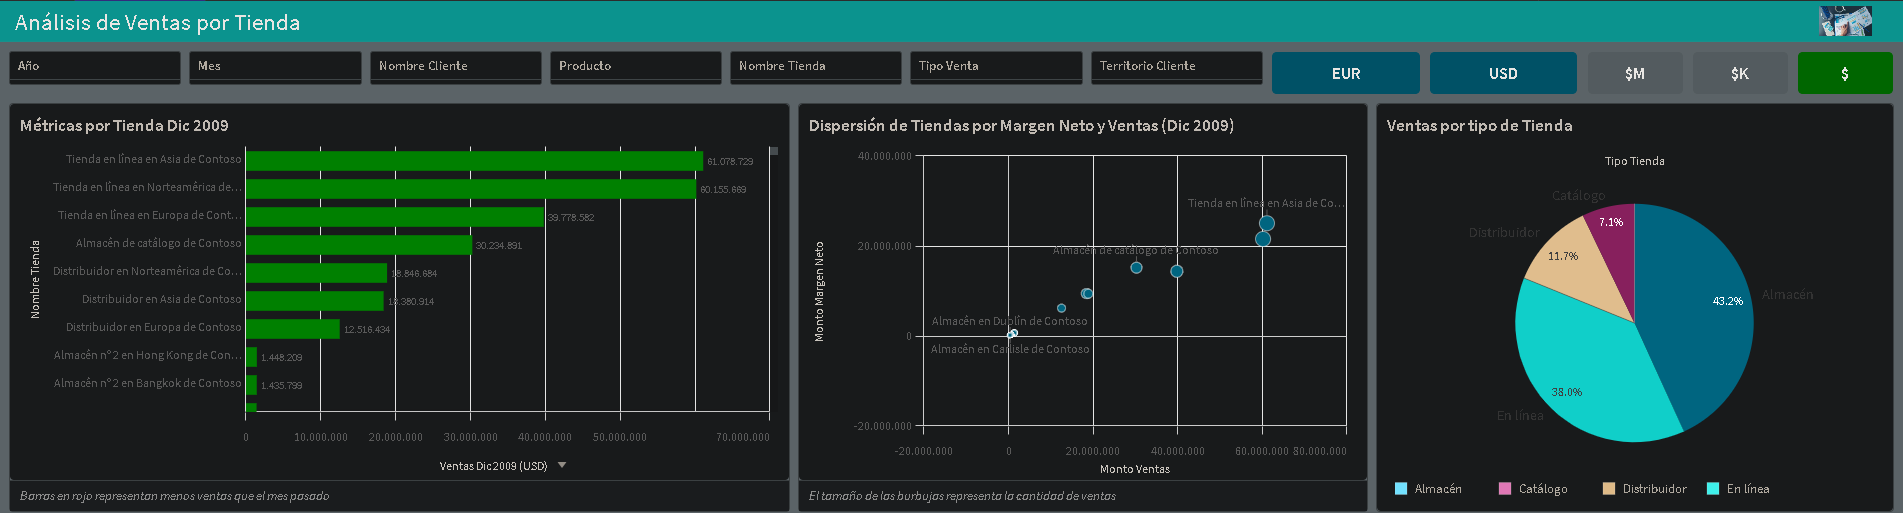 Análisis de Ventas por Tienda
Año
Mes
Nombre Cliente
Producto
Nombre Tienda
Tipo Venta
Territorio Cliente
EUR
USD
$M
$K
$
Métricas por Tienda Dic 2009
Nombre Tienda
Tienda en línea en Asia de Contoso
61.078.729
Tienda en línea en Norteamérica de...
60.155.669
Tienda en línea en Europa de Cont...
39.778.582
Almacén de catálogo de Contoso
30.234.891
Distribuidor en Norteamérica de Co...
18.846.684
Distribuidor en Asia de Contoso
18.380.914
Distribuidor en Europa de Contoso
12.516.434
Almacén nº 2 en Hong Kong de Con...
1.448.209
Almacén nº 2 en Bangkok de Contoso
1.435.799
0 10.000.000 20.000.000 30.000.000 40.000.000 50.000.000 70.000.000
Ventas Dic 2009 (USD)
Barras en rojo representan menos ventas que el mes pasado
Dispersión de Tiendas por Margen Neto y Ventas (Dic 2009)
Monto Margen Neto
40.000.000
20.000.000
0
-20.000.000
Tienda en línea en Asia de Co...
Almacén de catálogo de Contoso
Almacén en Dublín de Contoso
Almacén en Carlisle de Contoso
-20.000.000 0 20.000.000 40.000.000 60.000.000 80.000.000
Monto Ventas
El tamaño de las burbujas representa la cantidad de ventas
Ventas por tipo de Tienda
Tipo Tienda
Catálogo
7.1%
Distribuidor
11.7%
Almacén
43.2%
En línea
38.0%
Almacén
Catálogo
Distribuidor
En línea